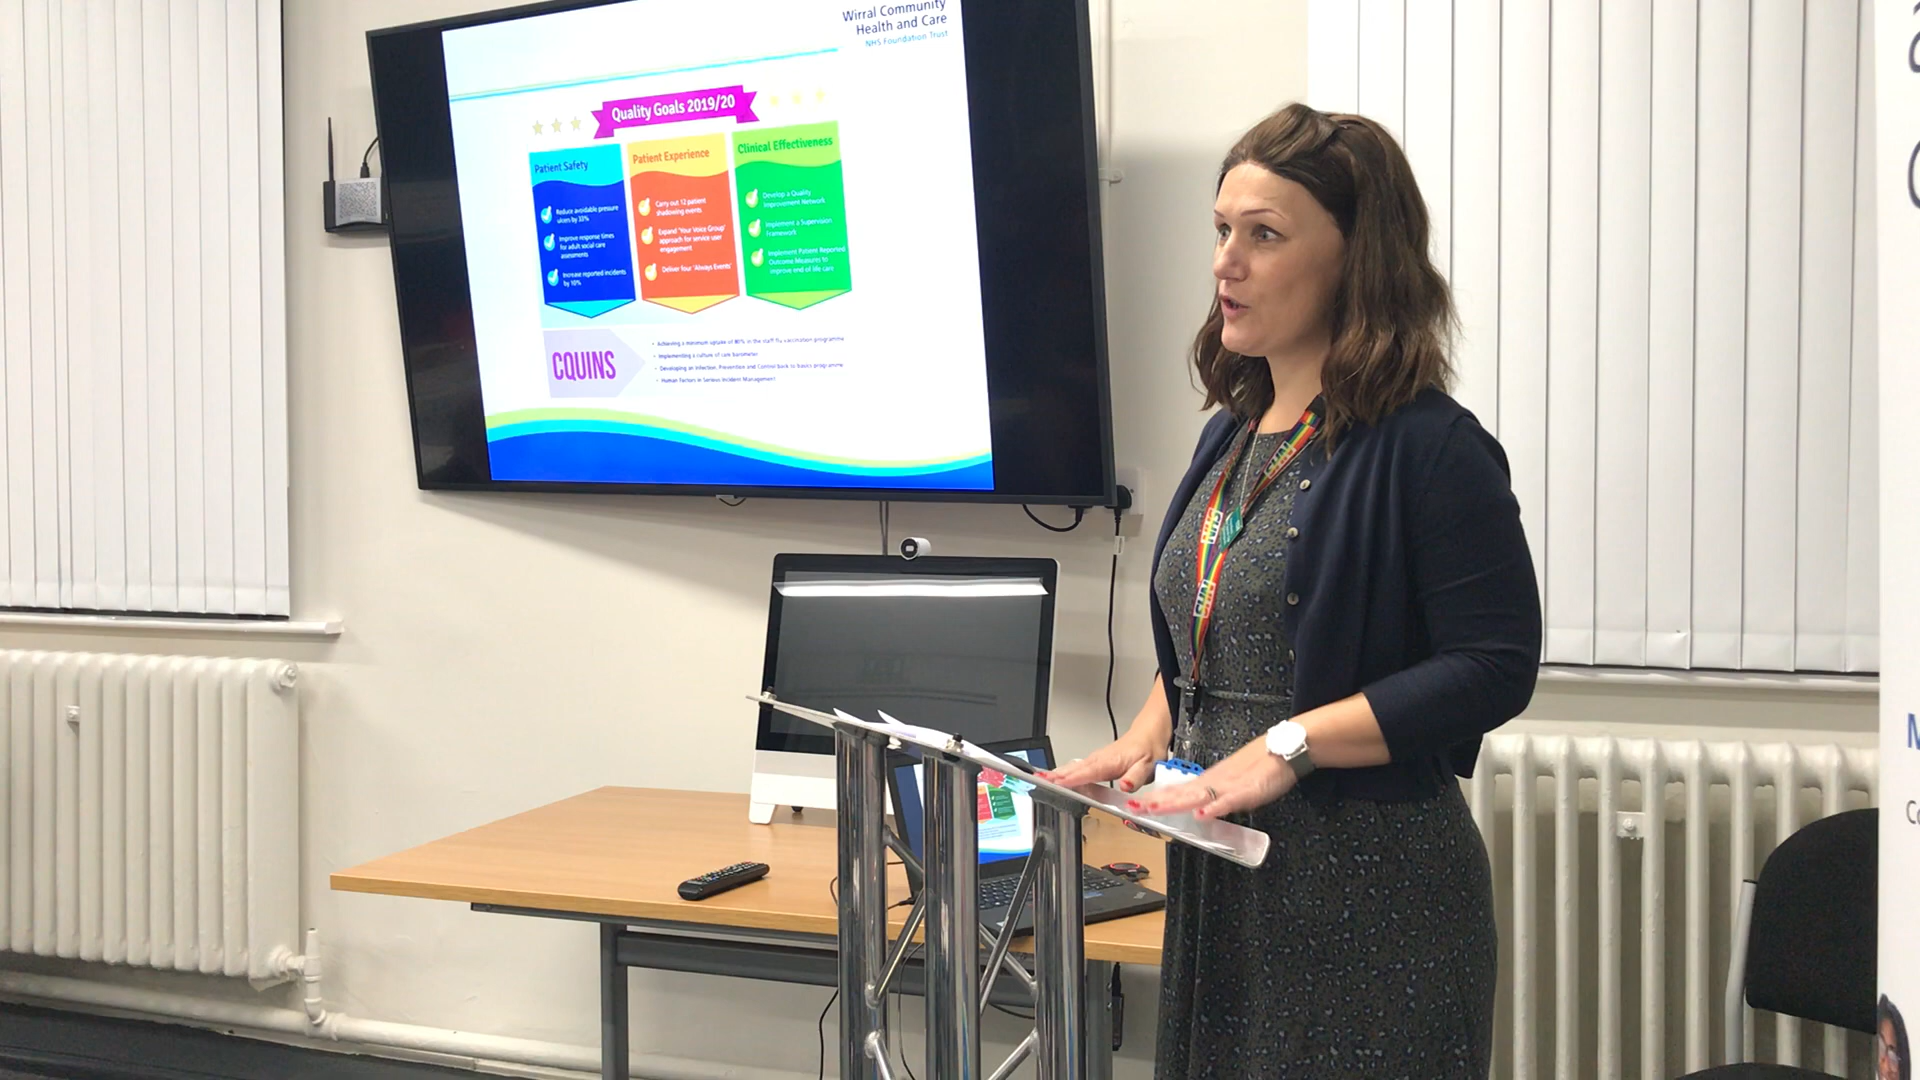 Wirral Community
Health and Care
NHS Foundation Trust
Quality Goals 2019/20
Patient Safety
Reduce avoidable pressure
ulcers by 33%
Improve response times
for adult social care
assesments
Increase reported incidents
by 10%
Patient Experience
Carry out 12 patient
shadowing events
Expand 'Your Voice Group'
approach for service user
engagement
Deliver four 'Always Events'
Clinical Effectiveness
Develop a Quality
Improvement Network
Implement a Supervision
Framework
Implement Patient Reported
Outcome Measures to
improve end of life care
CQUINS
• Achieving a minimum uptake of 80% in the staff flu vaccination programme
• Implementing a culture of care barometer
• Developing an Infection, Prevention and Control back to basics programme
• Human Factors in Serious Incident Management
NHS
NHS
NHS